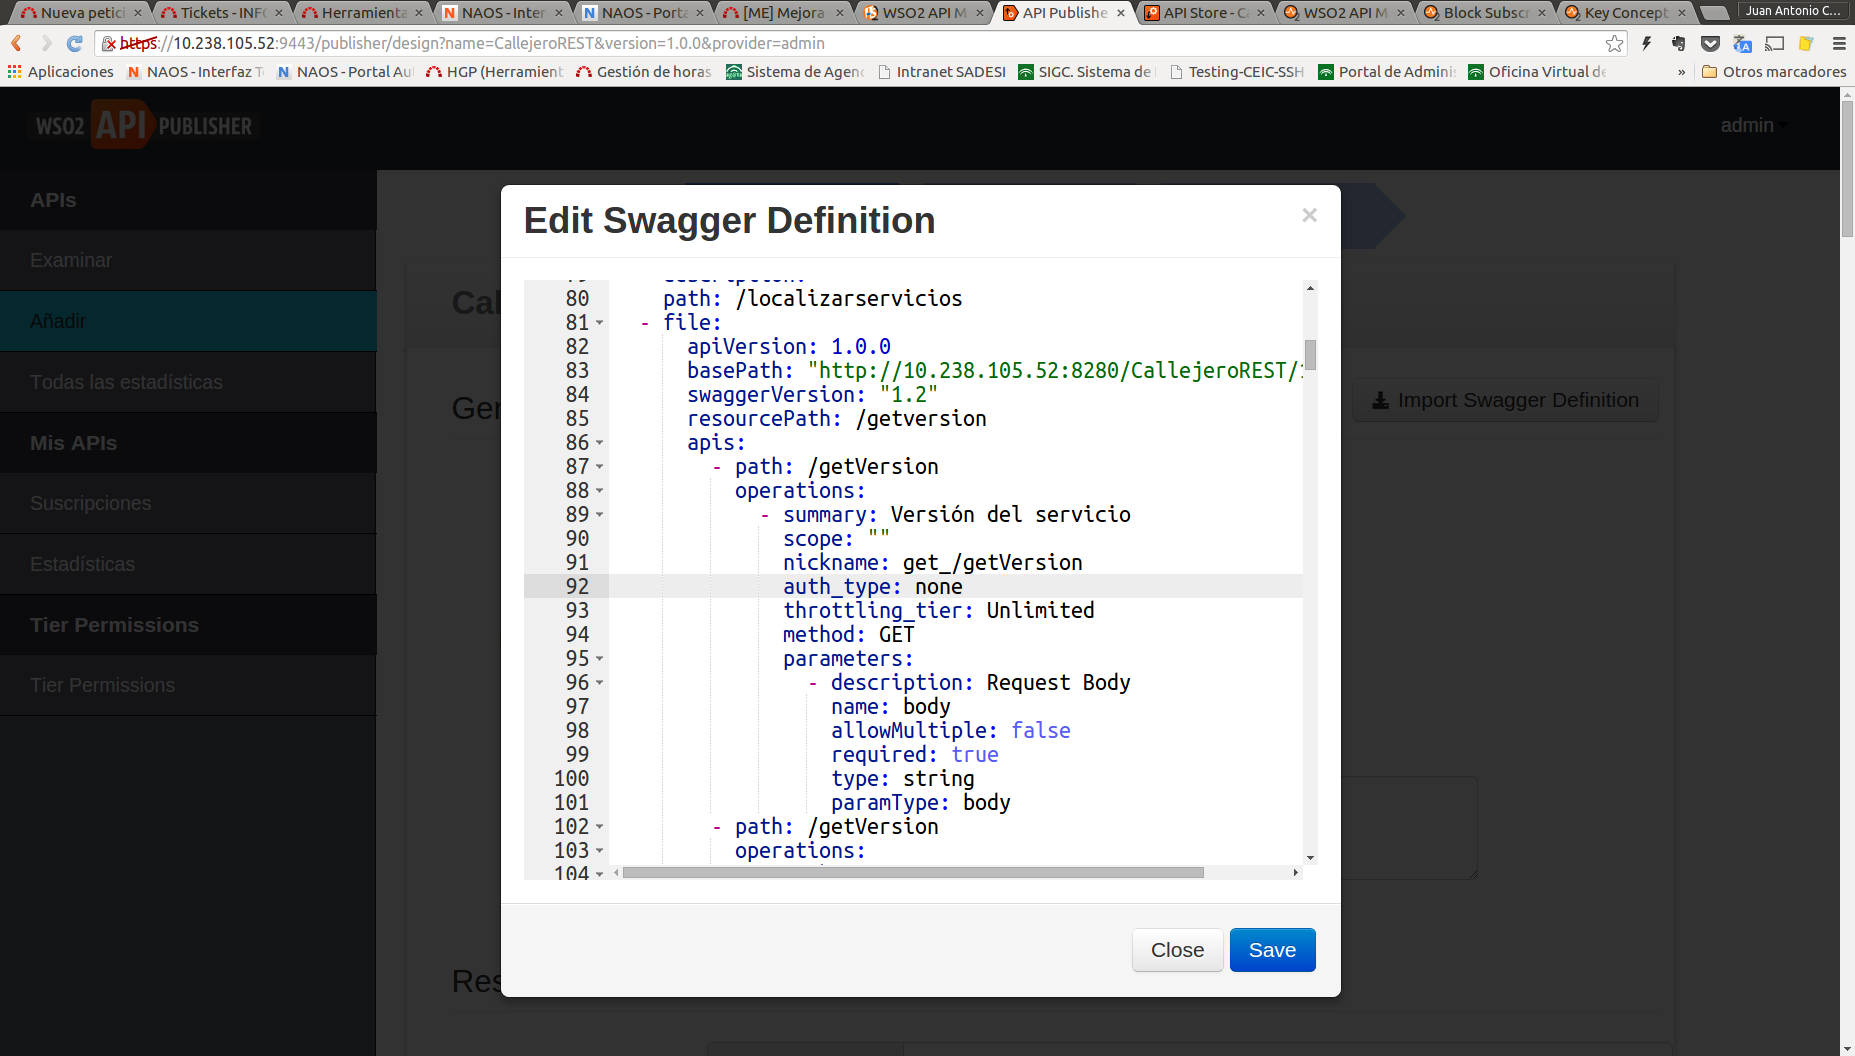 Nueva petici
Tickets - INFO
Herramienta
NAOS - Inter
NAOS - Porta
[ME] Mejora
WSO2 API M
API Publishe
API Store - C
WSO2 API M
Block Subscr
Key Concept
Juan Antonio C...
https://10.238.105.52:9443/publisher/design?name=CallejeroREST&version=1.0.0&provider=admin
Aplicaciones
NAOS - Interfaz T
NAOS - Portal Au
HGP (Herramient
Gestión de horas
Sistema de Agen
Intranet SADESI
SIGC. Sistema de
Testing-CEIC-SSH
Portal de Adminis
Oficina Virtual de
»
Otros marcadores
WSO2 API PUBLISHER
admin
APIs
Examinar
Añadir
Todas las estadísticas
Mis APIs
Suscripciones
Estadísticas
Tier Permissions
Tier Permissions
Cal
Ger
Import Swagger Definition
Res
Edit Swagger Definition
×
79 description:
80 path: /localizarservicios
81 - file:
82 apiVersion: 1.0.0
83 basePath: "http://10.238.105.52:8280/CallejeroREST/1
84 swaggerVersion: "1.2"
85 resourcePath: /getversion
86 apis:
87 - path: /getVersion
88 operations:
89 - summary: Versión del servicio
90 scope: ""
91 nickname: get_/getVersion
92 auth_type: none
93 throttling_tier: Unlimited
94 method: GET
95 parameters:
96 - description: Request Body
97 name: body
98 allowMultiple: false
99 required: true
100 type: string
101 paramType: body
102 - path: /getVersion
103 operations:
104
Close
Save